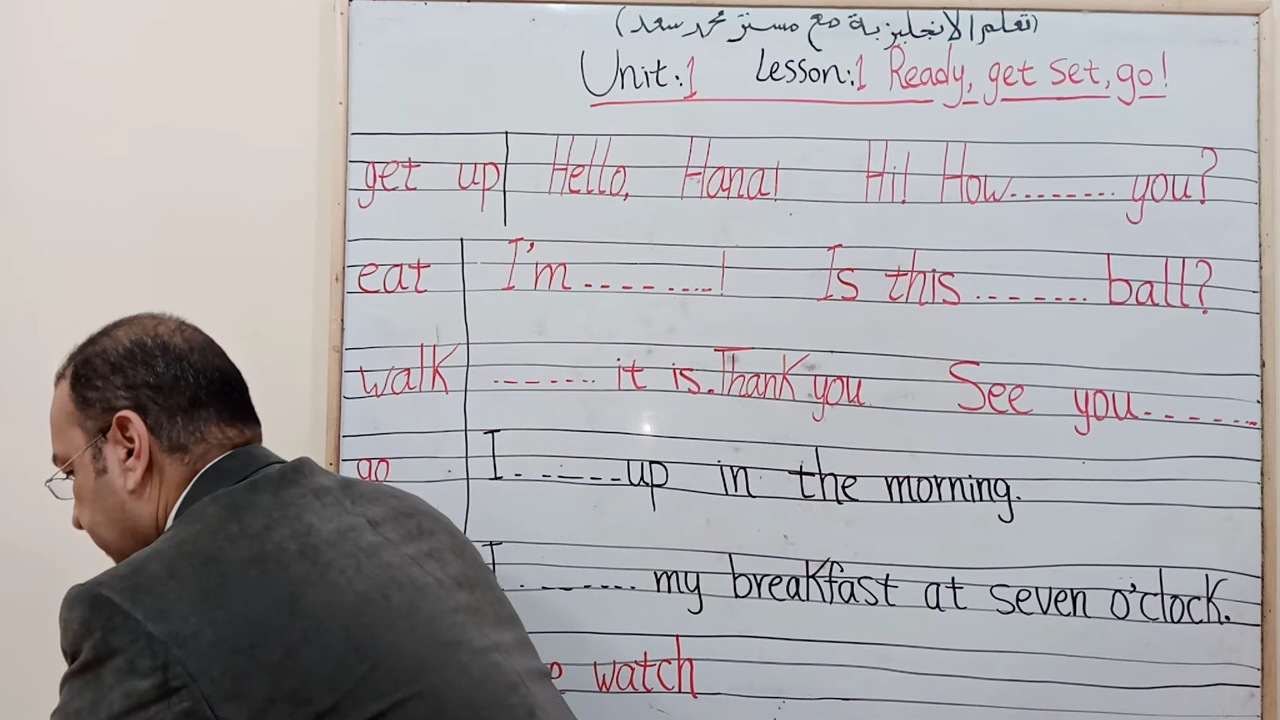 (تعلم الانجليزية مع مستر محمد سعد)
Unit:1 Lesson:1 Ready, get set, go!
get up Hello, Hana! Hi! How........ you?
eat I'm........! Is this....... ball?
walk ....... it is. Thank you See you.......
go I......up in the morning.
I........ my breakfast at seven o'clock.
watch